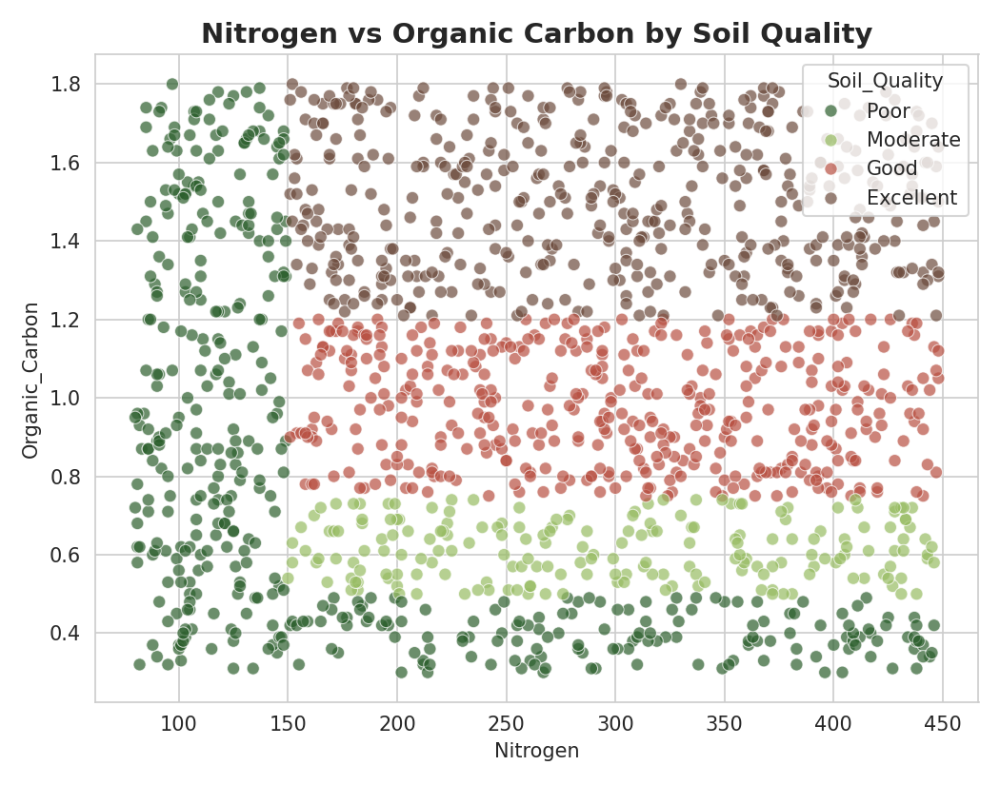 Nitrogen vs Organic Carbon by Soil Quality
Soil_Quality
Poor
Moderate
Good
Excellent
Organic_Carbon
1.8
1.6
1.4
1.2
1.0
0.8
0.6
0.4
100 150 200 250 300 350 400 450
Nitrogen